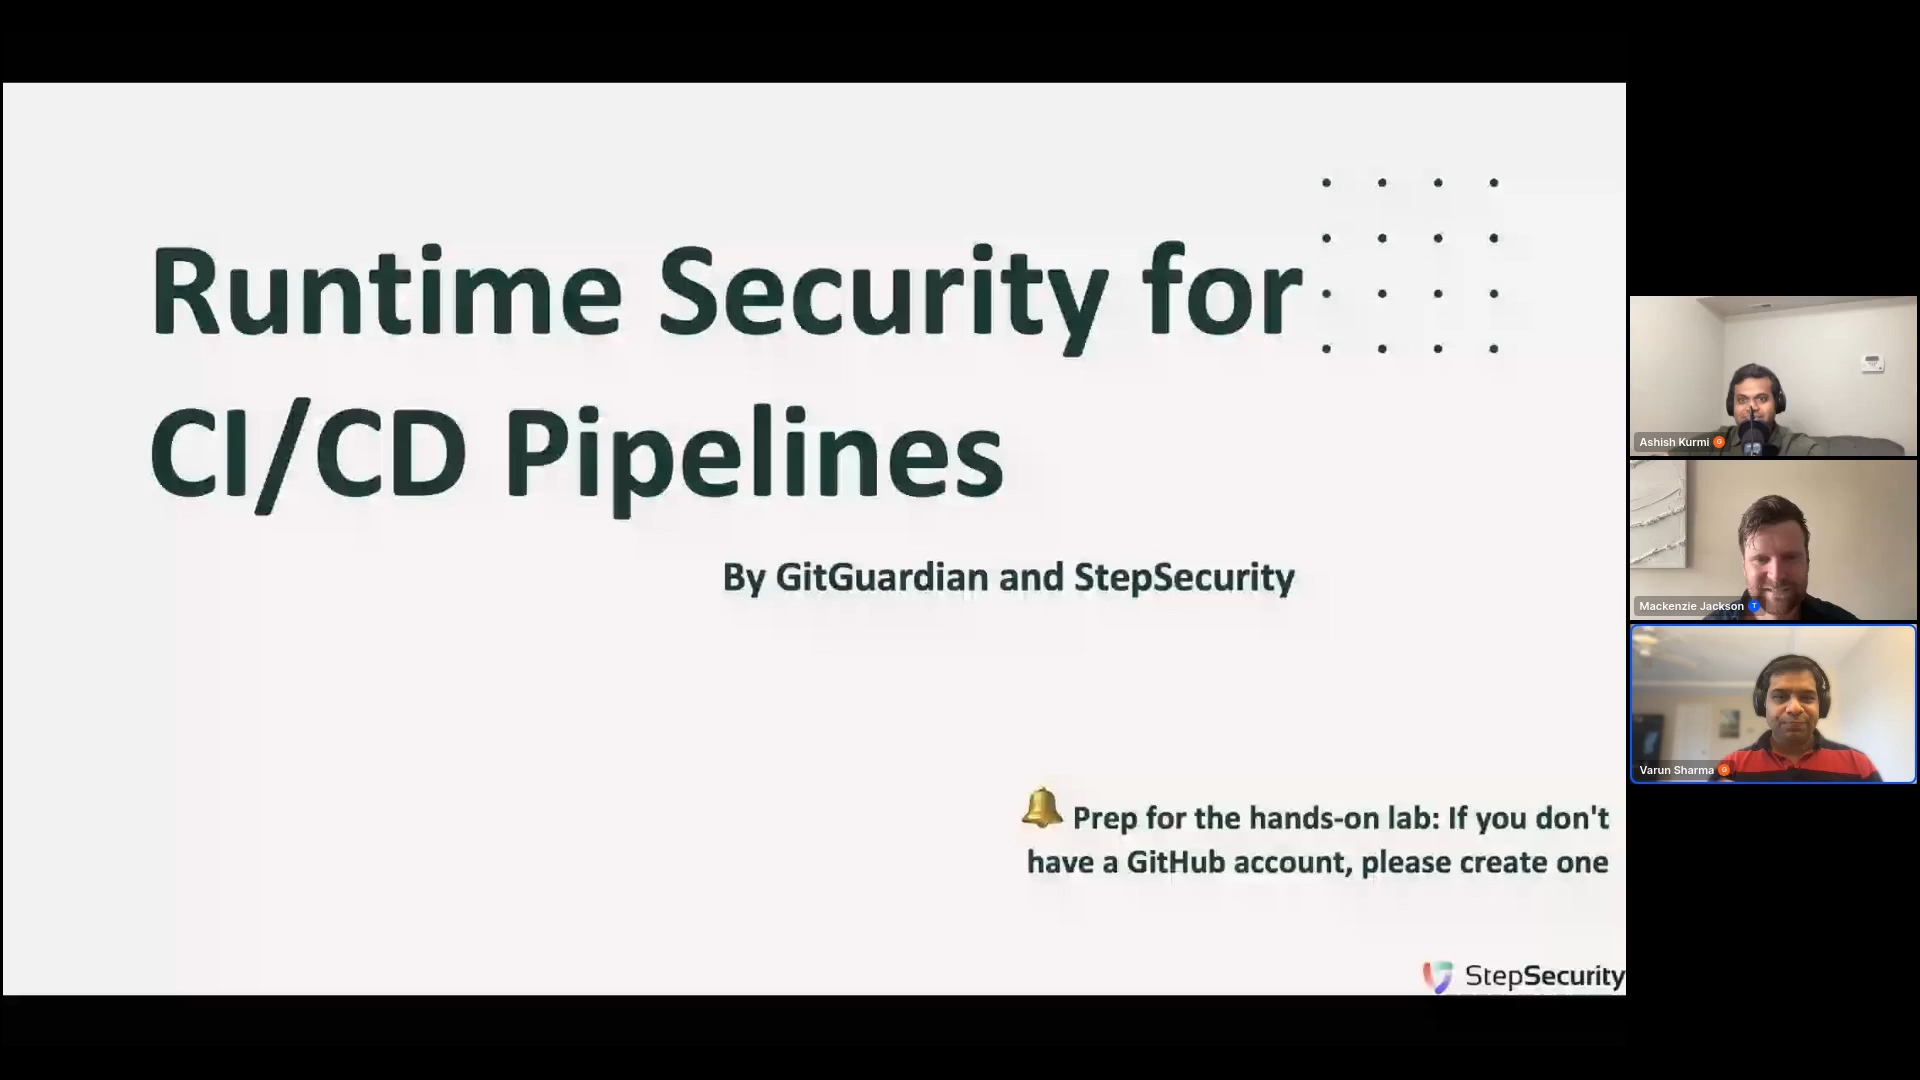 Runtime Security for
CI/CD Pipelines
By GitGuardian and StepSecurity
Prep for the hands-on lab: If you don't
have a GitHub account, please create one
StepSecurity
Ashish Kurmi G
Mackenzie Jackson T
Varun Sharma G